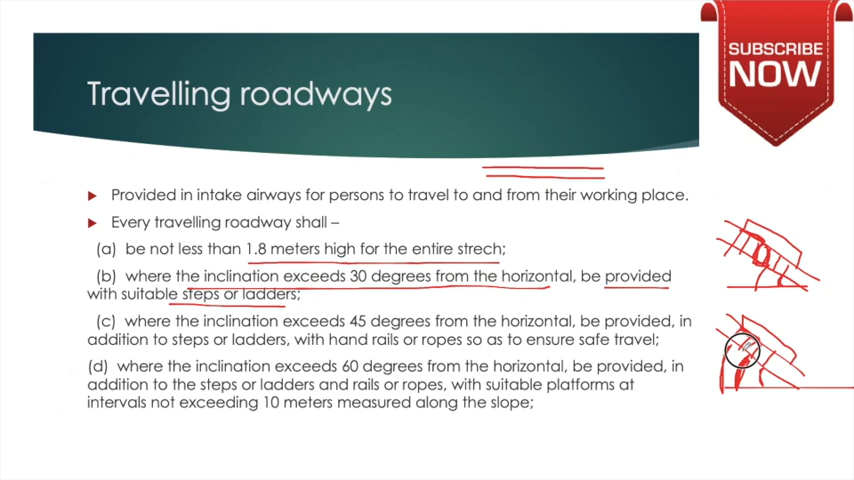 SUBSCRIBE
NOW
Travelling roadways
Provided in intake airways for persons to travel to and from their working place.
Every travelling roadway shall –
(a) be not less than 1.8 meters high for the entire strech;
(b) where the inclination exceeds 30 degrees from the horizontal, be provided
with suitable steps or ladders;
(c) where the inclination exceeds 45 degrees from the horizontal, be provided, in
addition to steps or ladders, with hand rails or ropes so as to ensure safe travel;
(d) where the inclination exceeds 60 degrees from the horizontal, be provided, in
addition to the steps or ladders and rails or ropes, with suitable platforms at
intervals not exceeding 10 meters measured along the slope;